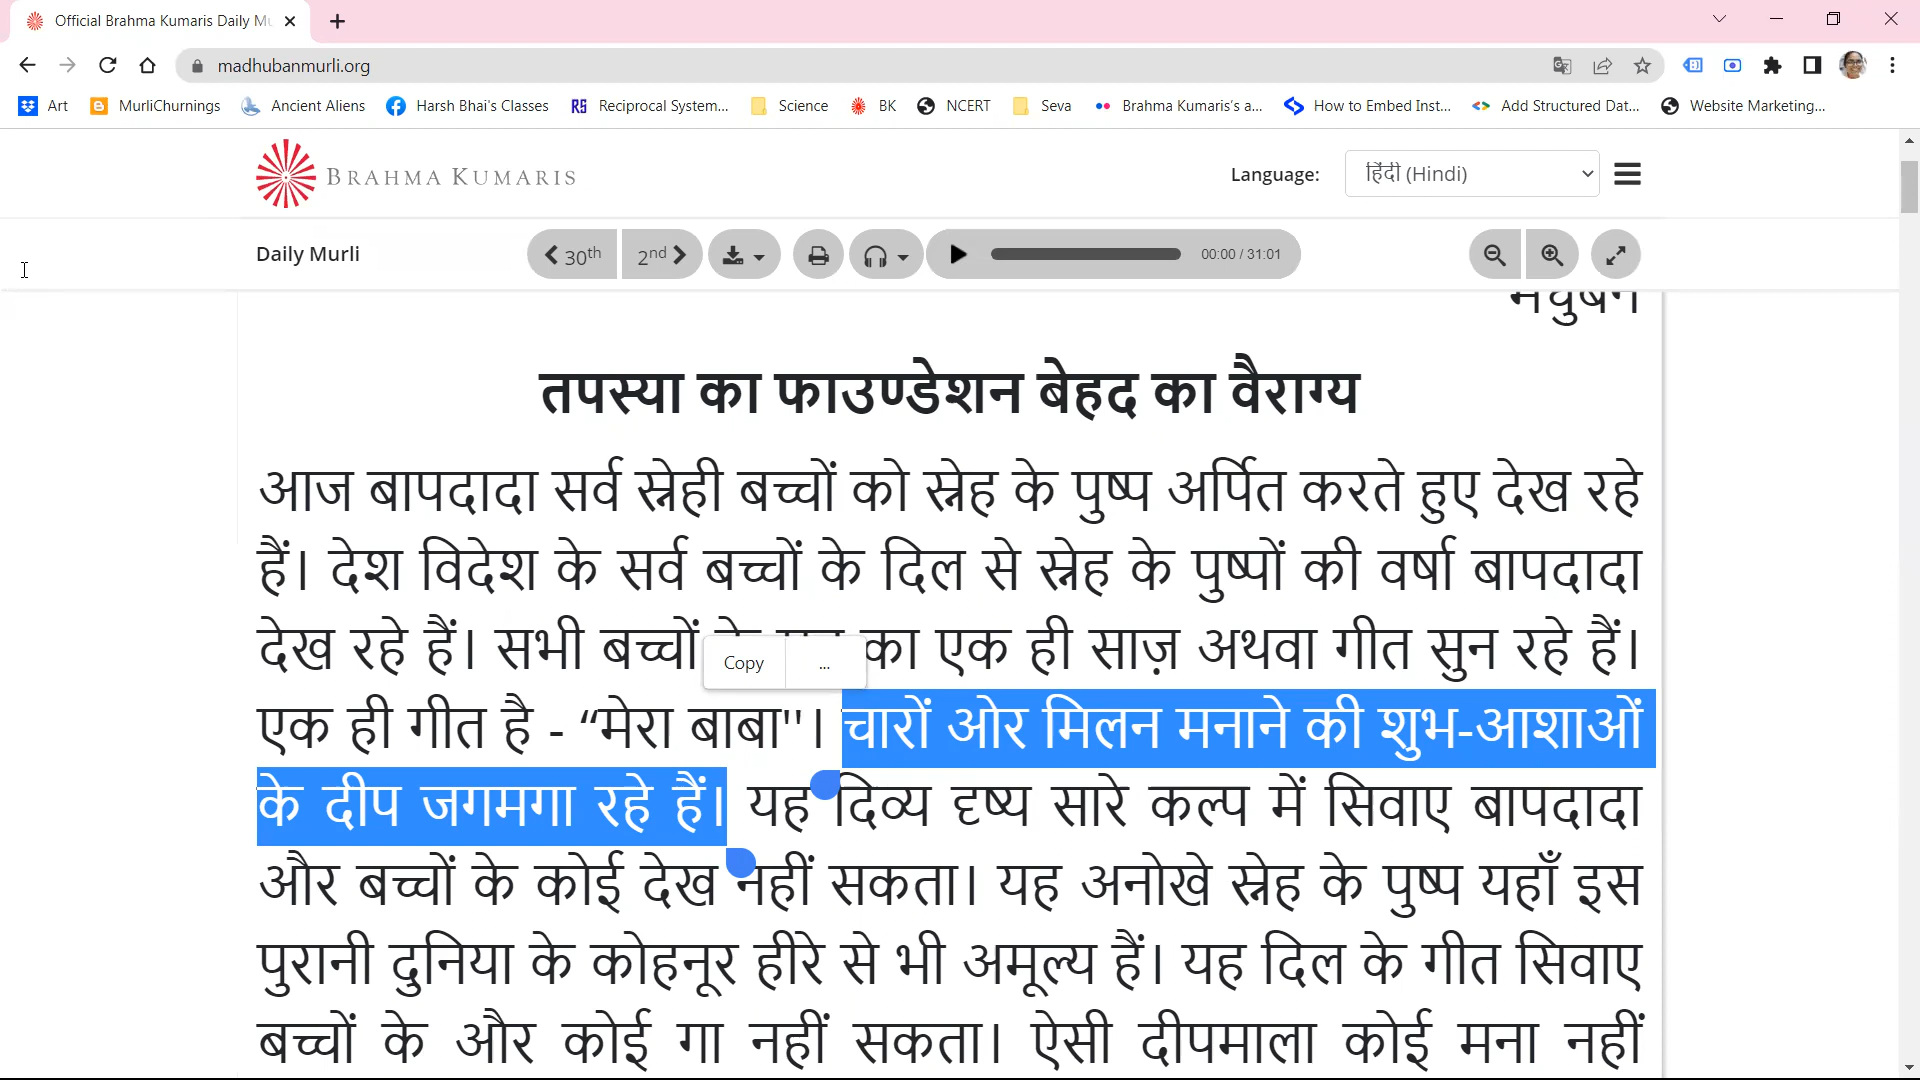 Official Brahma Kumaris Daily Mu
madhubanmurli.org
Art MurliChurnings Ancient Aliens Harsh Bhai's Classes RS Reciprocal System... Science BK NCERT Seva Brahma Kumaris's a... How to Embed Inst... Add Structured Dat... Website Marketing...
BRAHMA KUMARIS Language: हिंदी (Hindi)
Daily Murli 30th 2nd 00:00 / 31:01
मधुबन
तपस्या का फाउण्डेशन बेहद का वैराग्य
आज बापदादा सर्व स्नेही बच्चों को स्नेह के पुष्प अर्पित करते हुए देख रहे
हैं। देश विदेश के सर्व बच्चों के दिल से स्नेह के पुष्पों की वर्षा बापदादा
देख रहे हैं। सभी बच्चों के का एक ही साज़ अथवा गीत सुन रहे हैं।
Copy ...
एक ही गीत है - “मेरा बाबा''। चारों ओर मिलन मनाने की शुभ-आशाओं
के दीप जगमगा रहे हैं। यह दिव्य दृष्य सारे कल्प में सिवाए बापदादा
और बच्चों के कोई देख नहीं सकता। यह अनोखे स्नेह के पुष्प यहाँ इस
पुरानी दुनिया के कोहनूर हीरे से भी अमूल्य हैं। यह दिल के गीत सिवाए
बच्चों के और कोई गा नहीं सकता। ऐसी दीपमाला कोई मना नहीं